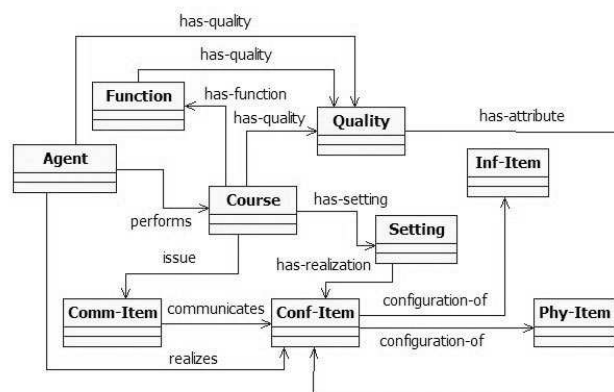 has-quality
has-quality
Function
has-function
has-quality
Quality
has-attribute
Agent
Inf-Item
performs
Course
has-setting
Setting
issue
has-realization
Comm-Item
communicates
Conf-Item
configuration-of
Phy-Item
configuration-of
realizes